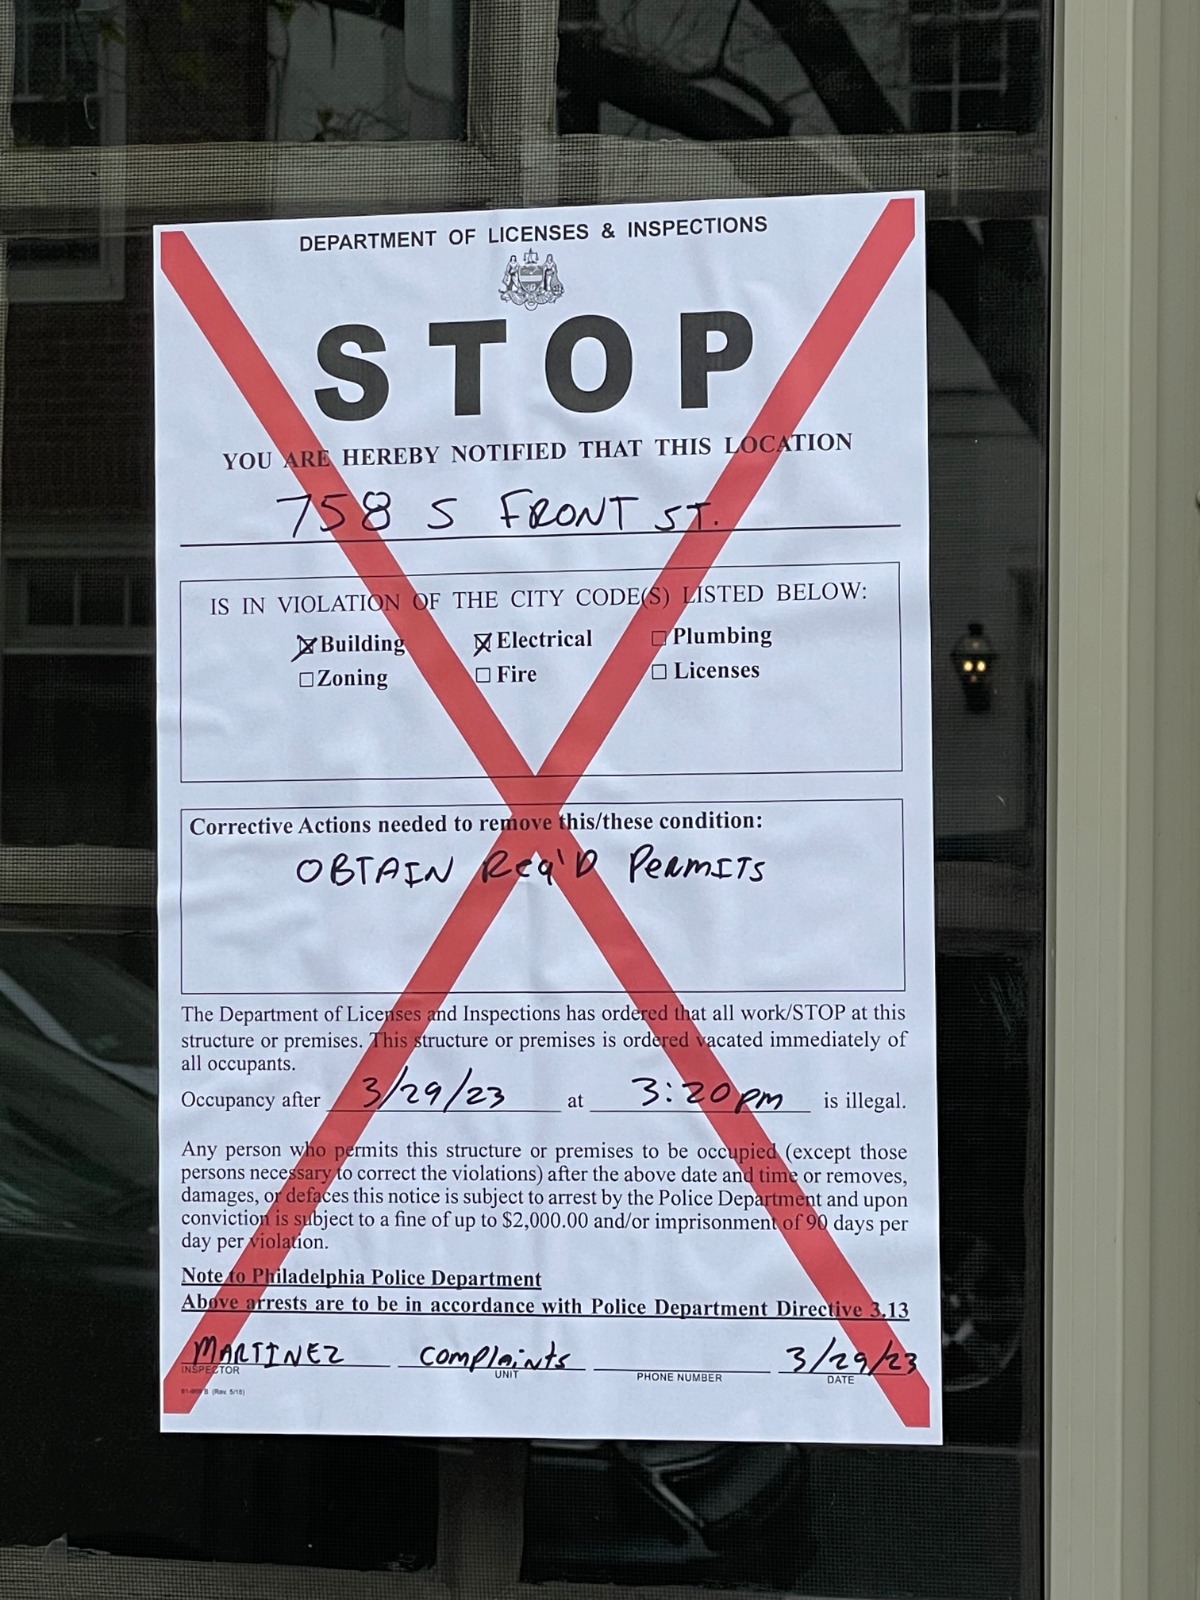 DEPARTMENT OF LICENSES & INSPECTIONS
STOP
YOU ARE HEREBY NOTIFIED THAT THIS LOCATION
758 S FRONT ST.
IS IN VIOLATION OF THE CITY CODE(S) LISTED BELOW:
☒Building ☒Electrical ☐Plumbing
☐Zoning ☐Fire ☐Licenses
Corrective Actions needed to remove this/these condition:
OBTAIN Req'D PERMITS
The Department of Licenses and Inspections has ordered that all work/STOP at this
structure or premises. This structure or premises is ordered vacated immediately of
all occupants.
Occupancy after 3/29/23 at 3:20pm is illegal.
Any person who permits this structure or premises to be occupied (except those
persons necessary to correct the violations) after the above date and time or removes,
damages, or defaces this notice is subject to arrest by the Police Department and upon
conviction is subject to a fine of up to $2,000.00 and/or imprisonment of 90 days per
day per violation.
Note to Philadelphia Police Department
Above arrests are to be in accordance with Police Department Directive 3.13
MARTINEZ complaints 3/29/23
INSPECTOR UNIT PHONE NUMBER DATE
(Rev. 5/18)